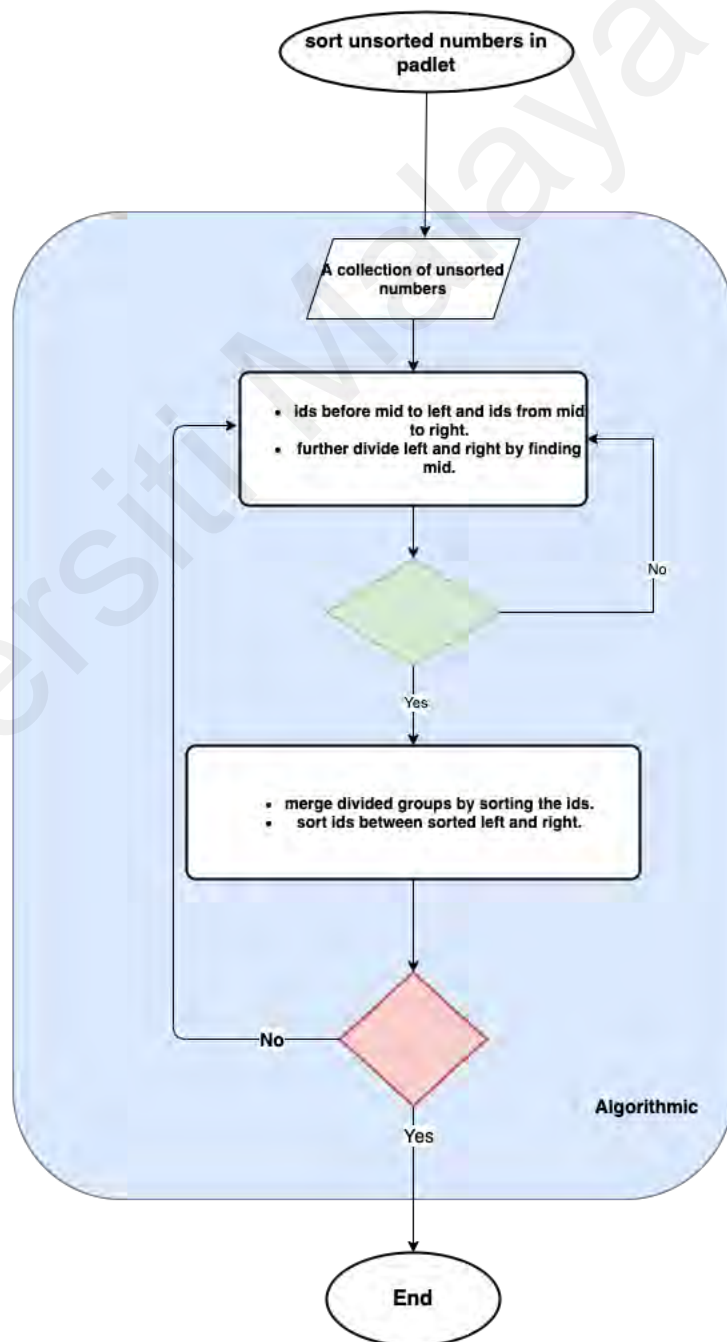 sort unsorted numbers in
padlet
A collection of unsorted
numbers
• ids before mid to left and ids from mid
to right.
• further divide left and right by finding
mid.
No
Yes
• merge divided groups by sorting the ids.
• sort ids between sorted left and right.
No
Algorithmic
Yes
End
ersiti Malaya